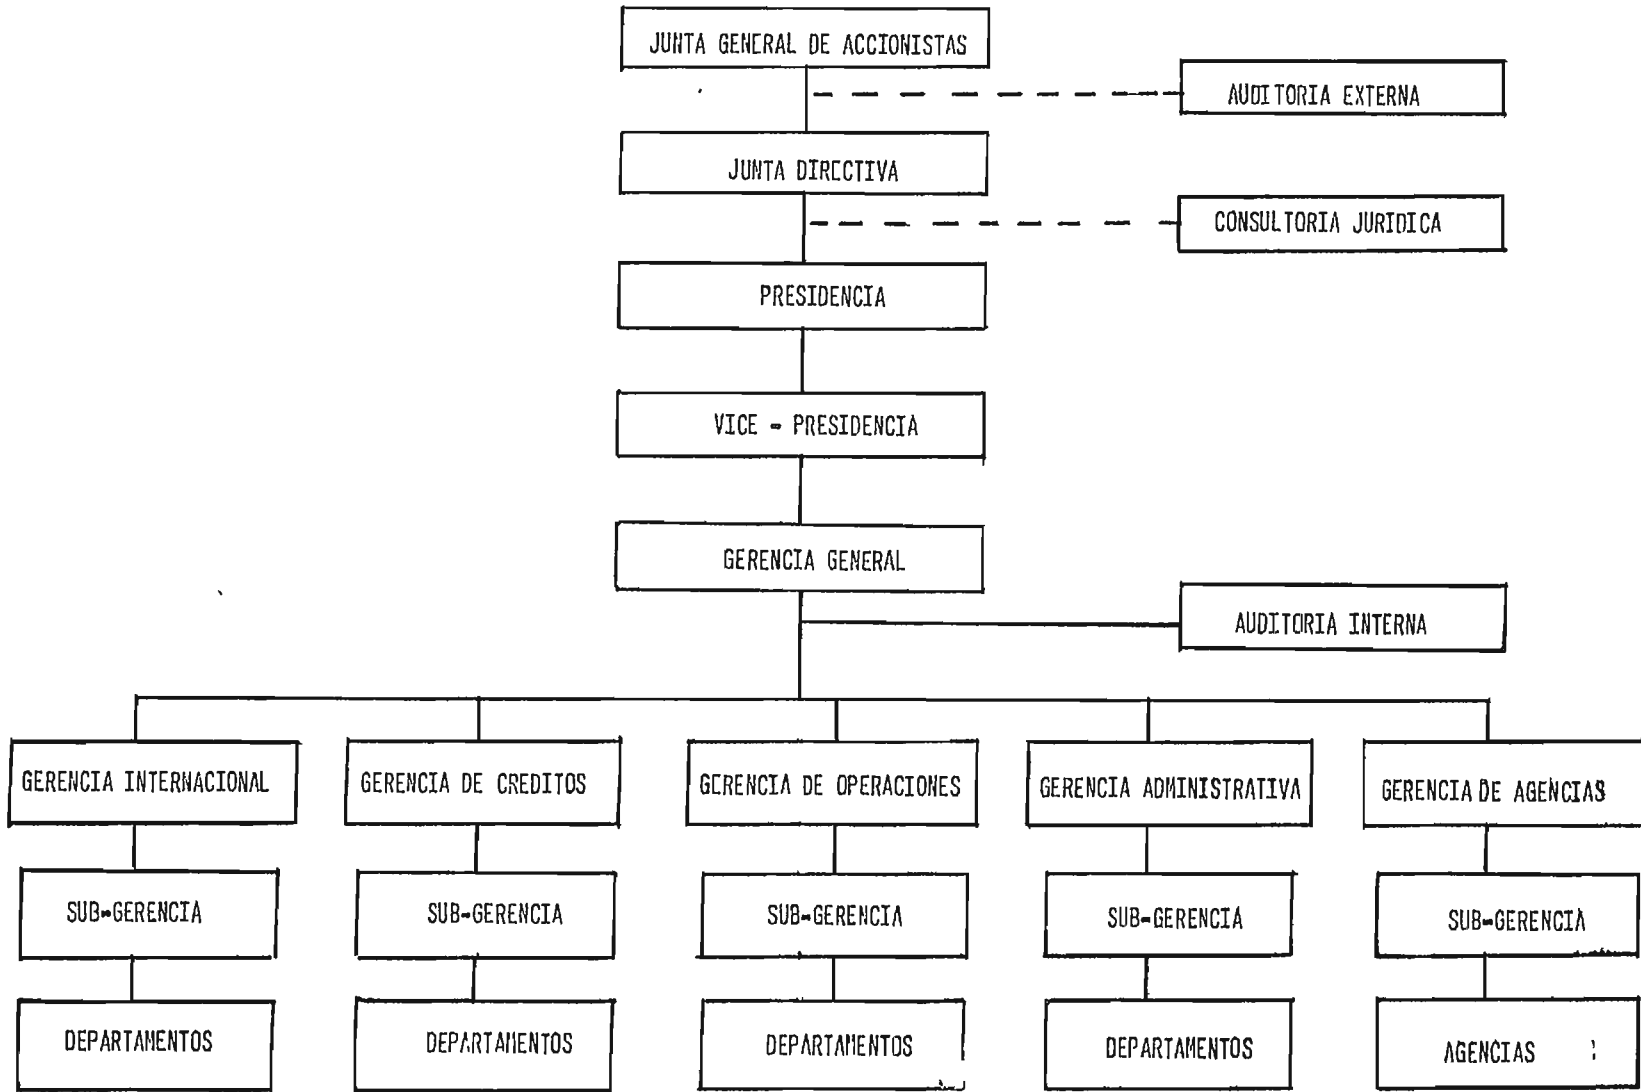 JUNTA GENERAL DE ACCIONISTAS
AUDITORIA EXTERNA
JUNTA DIRECTIVA
CONSULTORIA JURIDICA
PRESIDENCIA
VICE - PRESIDENCIA
GERENCIA GENERAL
AUDITORIA INTERNA
GERENCIA INTERNACIONAL
GERENCIA DE CREDITOS
GERENCIA DE OPERACIONES
GERENCIA ADMINISTRATIVA
GERENCIA DE AGENCIAS
SUB-GERENCIA
SUB-GERENCIA
SUB-GERENCIA
SUB-GERENCIA
SUB-GERENCIA
DEPARTAMENTOS
DEPARTAMENTOS
DEPARTAMENTOS
DEPARTAMENTOS
AGENCIAS